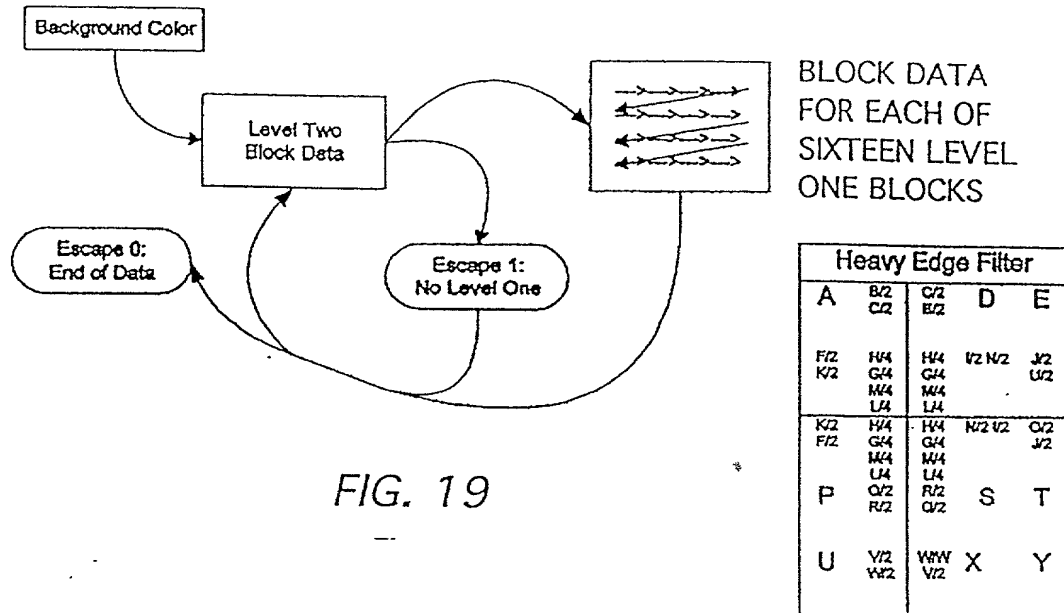 Background Color
Level Two
Block Data
BLOCK DATA
FOR EACH OF
SIXTEEN LEVEL
ONE BLOCKS
Escape 0:
End of Data
Escape 1:
No Level One
FIG. 19
Heavy Edge Filter
A B/2 C/2 D E
C/2 B/2
F/2 H/4 H/4 I/2 N/2 J/2
K/2 G/4 G/4
M/4 M/4
L/4 L/4
K/2 H/4 H/4 N/2 I/2 O/2
F/2 G/4 G/4 J/2
M/4 M/4
L/4
P Q/2 R/2 S T
R/2 Q/2
U V/2 X Y
W/2 V/2